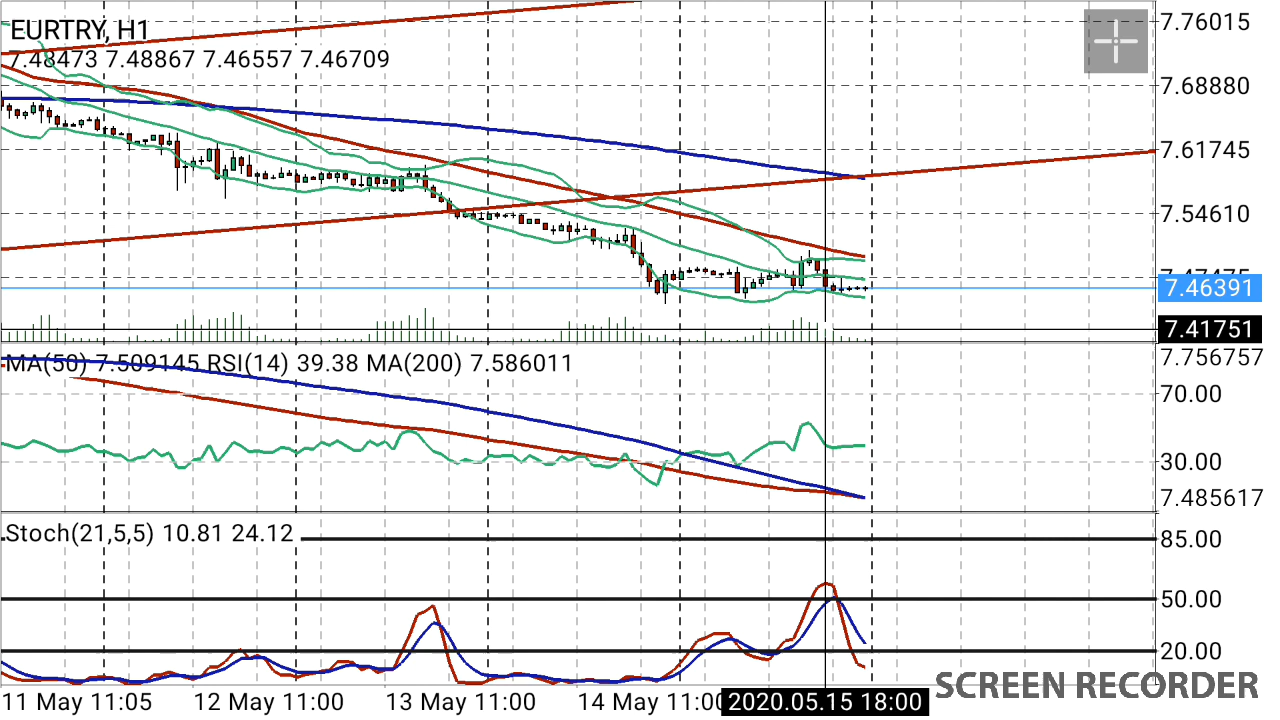 EURTRY, H1
7.48473 7.48867 7.46557 7.46709
7.76015
7.68880
7.61745
7.54610
7.47475
7.46391
7.41751
MA(50) 7.509145 RSI(14) 39.38 MA(200) 7.586011
7.756757
70.00
30.00
7.485617
Stoch(21,5,5) 10.81 24.12
85.00
50.00
20.00
11 May 11:05 12 May 11:00 13 May 11:00 14 May 11:00 2020.05.15 18:00
SCREEN RECORDER